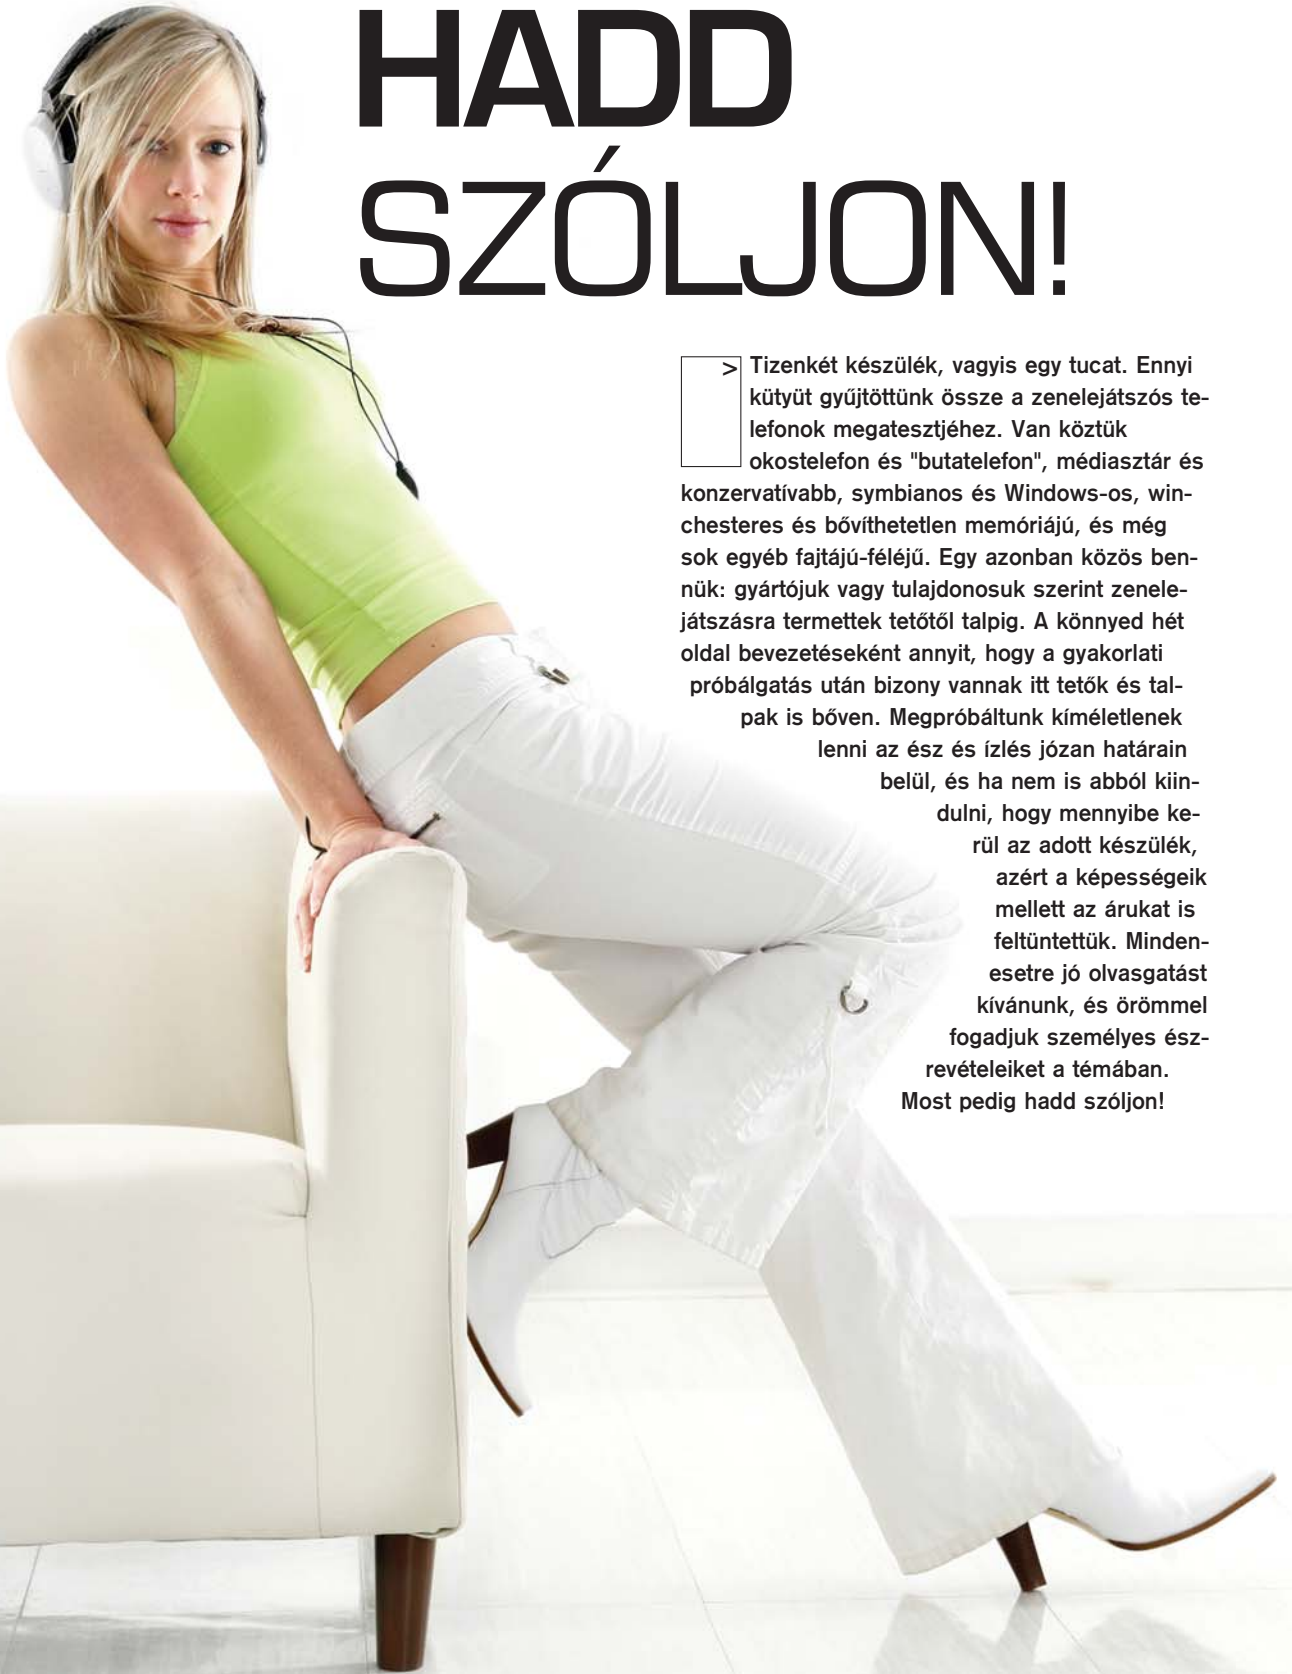 HADD
SZÓLJON!
> Tizenkét készülék, vagyis egy tucat. Ennyi
kütyüt gyűjtöttünk össze a zenelejátszós te-
lefonok megatesztjéhez. Van köztük
okostelefon és "butatelefon", médiasztár és
konzervatívabb, symbianos és Windows-os, win-
chesteres és bővíthetetlen memóriájú, és még
sok egyéb fajtájú-féléjű. Egy azonban közös ben-
nük: gyártójuk vagy tulajdonosuk szerint zenele-
játszásra termettek tetőtől talpig. A könnyed hét
oldal bevezetéseként annyit, hogy a gyakorlati
próbálgatás után bizony vannak itt tetők és tal-
pak is bőven. Megpróbáltunk kíméletlenek
lenni az ész és ízlés józan határain
belül, és ha nem is abból kiin-
dulni, hogy mennyibe ke-
rül az adott készülék,
azért a képességeik
mellett az árukat is
feltüntettük. Minden-
esetre jó olvasgatást
kívánunk, és örömmel
fogadjuk személyes ész-
revételeiket a témában.
Most pedig hadd szóljon!